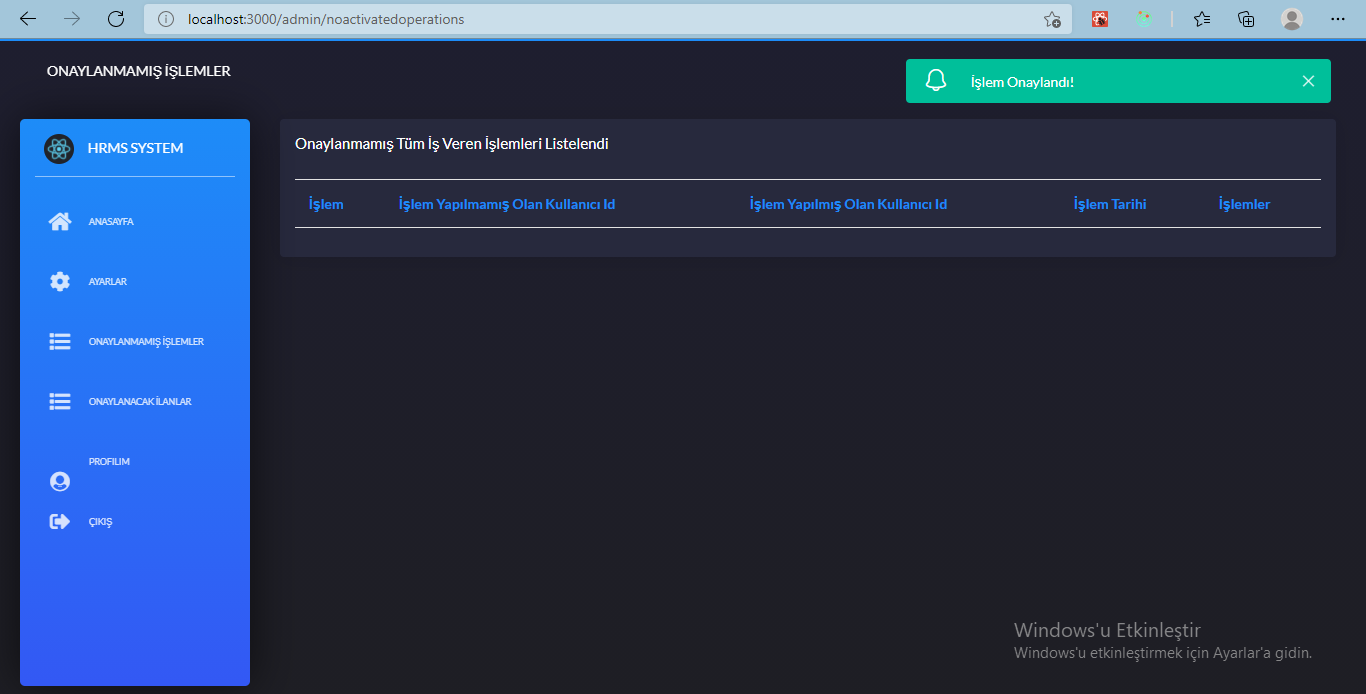 localhost:3000/admin/noactivatedoperations
ONAYLANMAMIŞ İŞLEMLER
İşlem Onaylandı!
HRMS SYSTEM
ANASAYFA
AYARLAR
ONAYLANMAMIŞ İŞLEMLER
ONAYLANACAK İLANLAR
PROFILIM
ÇIKIŞ
Onaylanmamış Tüm İş Veren İşlemleri Listelendi
İşlem İşlem Yapılmamış Olan Kullanıcı Id İşlem Yapılmış Olan Kullanıcı Id İşlem Tarihi İşlemler
Windows'u Etkinleştir
Windows'u etkinleştirmek için Ayarlar'a gidin.